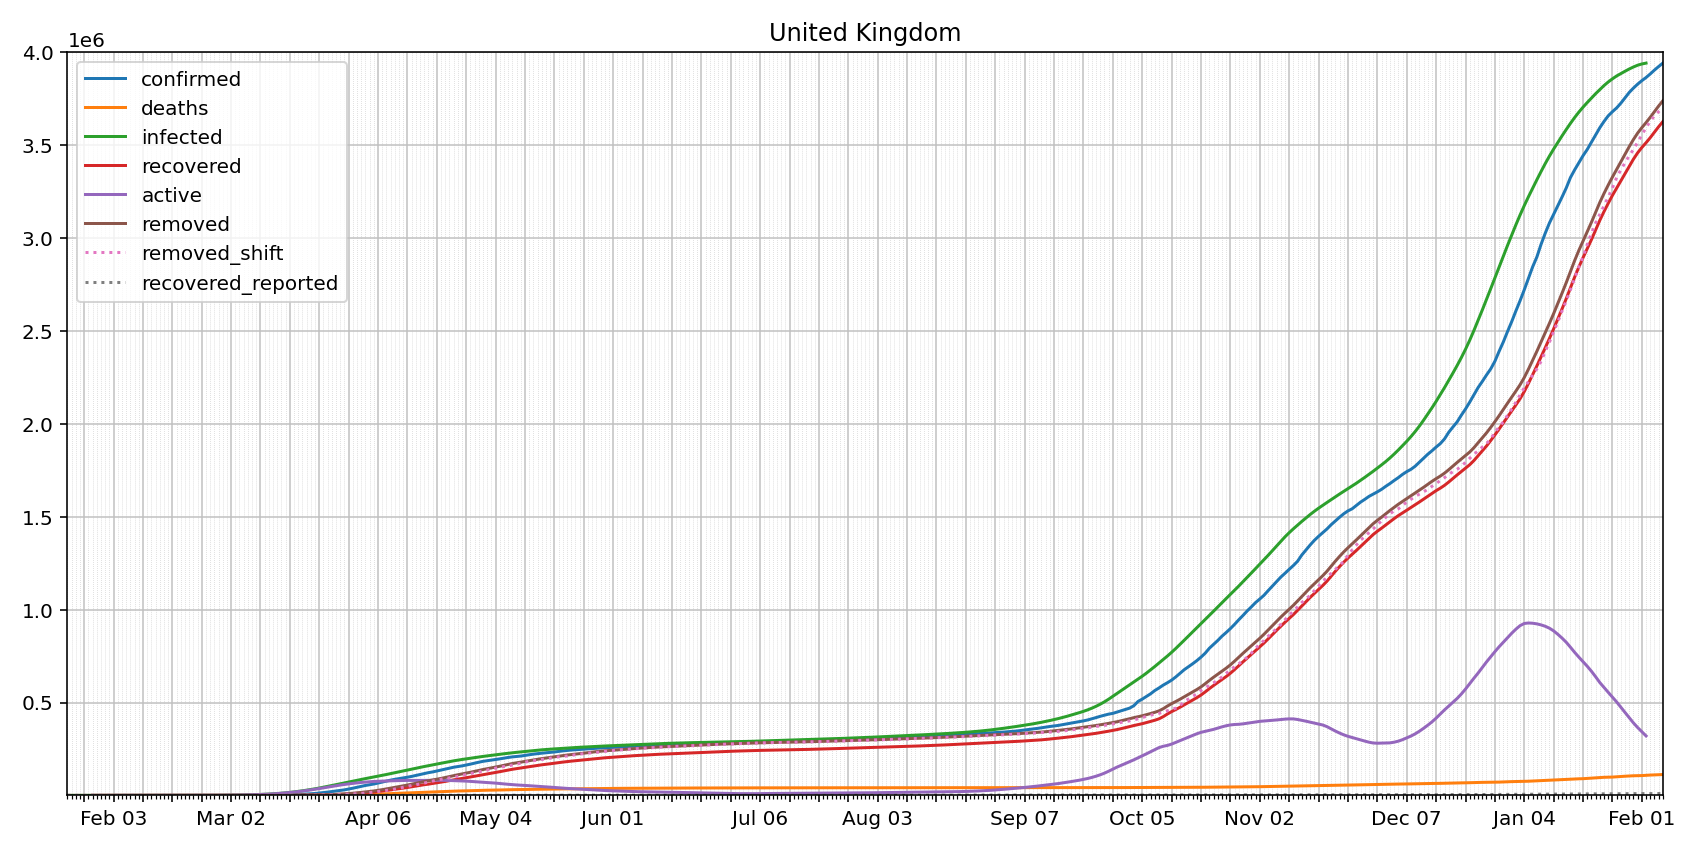 United Kingdom
1e6
4.0
3.5
3.0
2.5
2.0
1.5
1.0
0.5
confirmed
deaths
infected
recovered
active
removed
removed_shift
recovered_reported
Feb 03 Mar 02 Apr 06 May 04 Jun 01 Jul 06 Aug 03 Sep 07 Oct 05 Nov 02 Dec 07 Jan 04 Feb 01